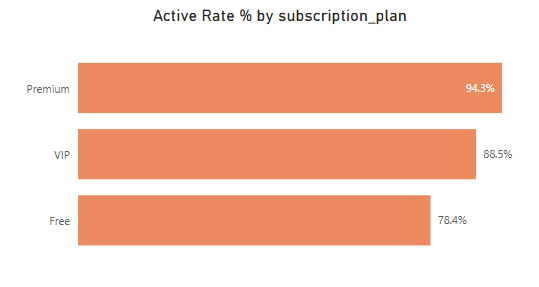 Active Rate % by subscription_plan
Premium 94.3%
VIP 88.5%
Free 78.4%